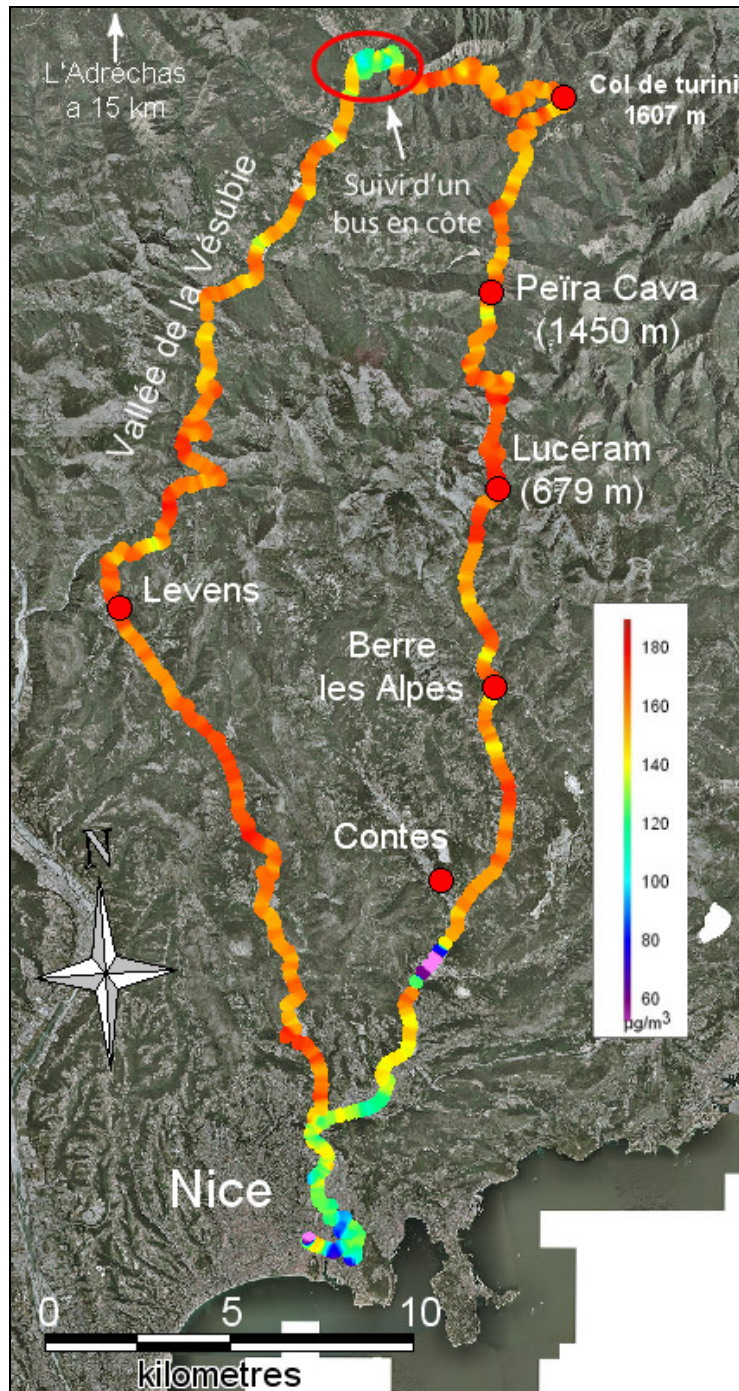 L'Adrechas
a 15 km
Col de turini
1607 m
Suivi d'un
bus en côte
Vallée de la Vésubie
Peïra Cava
(1450 m)
Lucéram
(679 m)
Levens
Berre
les Alpes
180
160
140
120
100
80
60
µg/m³
Contes
N
Nice
0 5 10
kilometres